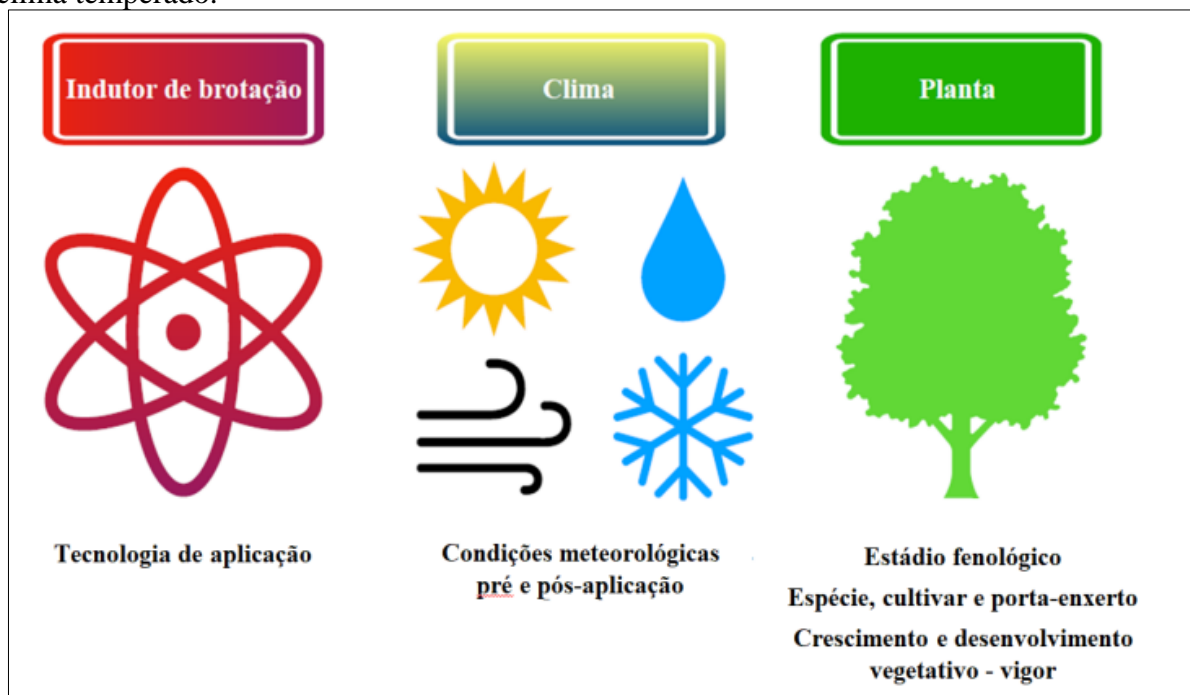 clima temperado.
Indutor de brotação
Clima
Planta
Tecnologia de aplicação
Condições meteorológicas
pré e pós-aplicação
Estádio fenológico
Espécie, cultivar e porta-enxerto
Crescimento e desenvolvimento
vegetativo - vigor